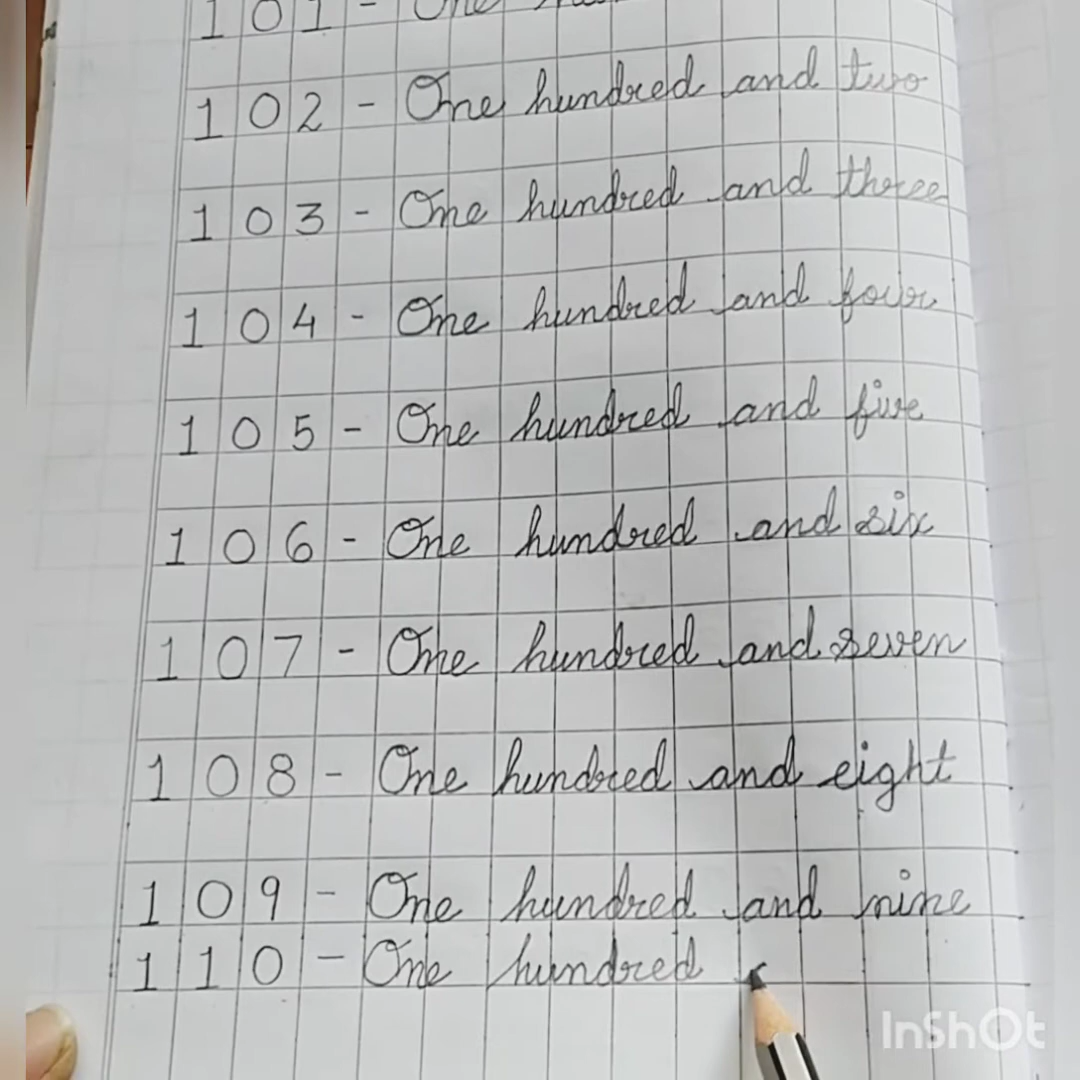 101 - One
102 - One hundred and two
103 - One hundred and three
104 - One hundred and four
105 - One hundred and five
106 - One hundred and six
107 - One hundred and seven
108 - One hundred and eight
109 - One hundred and nine
110 - One hundred
InShOt